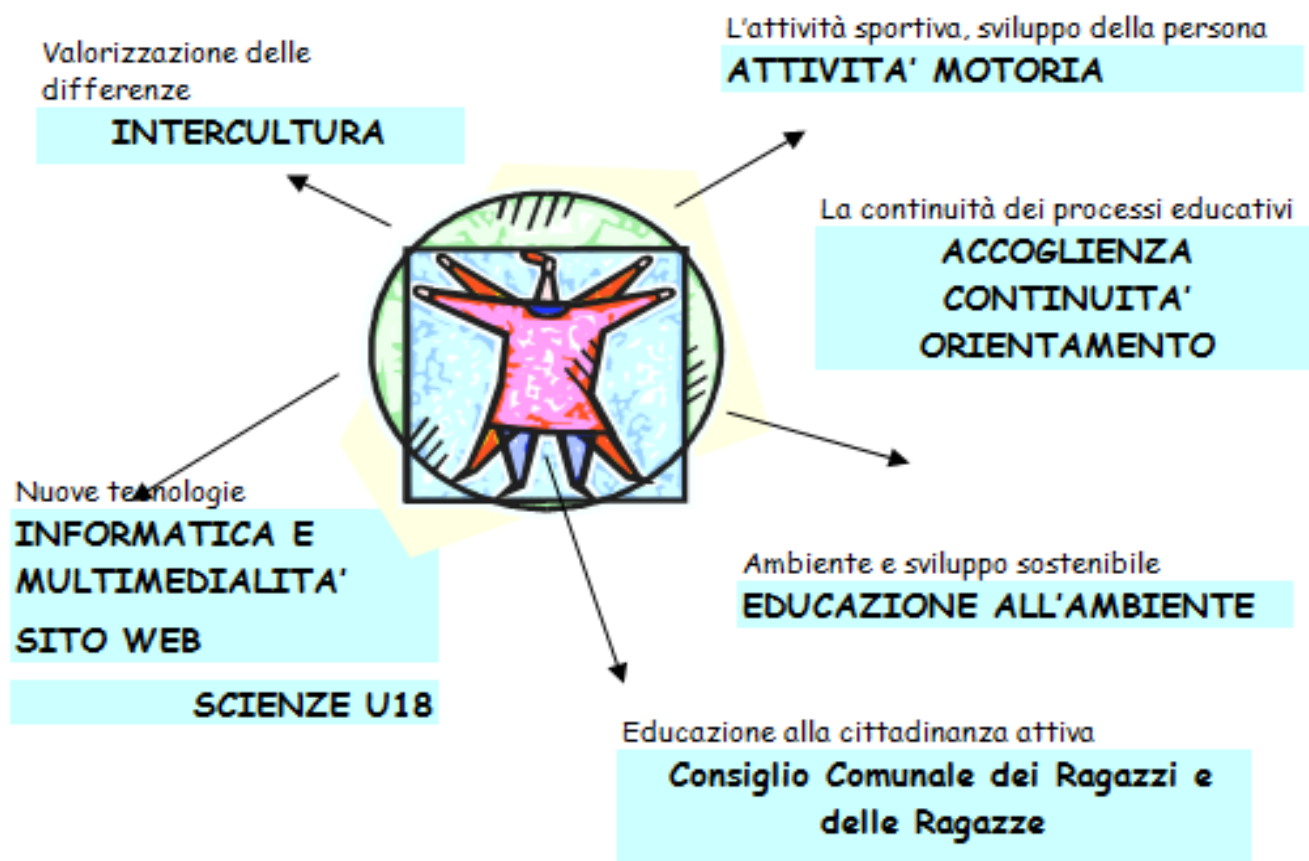 Valorizzazione delle
differenze
INTERCULTURA
L'attività sportiva, sviluppo della persona
ATTIVITA' MOTORIA
La continuità dei processi educativi
ACCOGLIENZA
CONTINUITA'
ORIENTAMENTO
Nuove tecnologie
INFORMATICA E
MULTIMEDIALITA'
SITO WEB
SCIENZE U18
Ambiente e sviluppo sostenibile
EDUCAZIONE ALL'AMBIENTE
Educazione alla cittadinanza attiva
Consiglio Comunale dei Ragazzi e
delle Ragazze